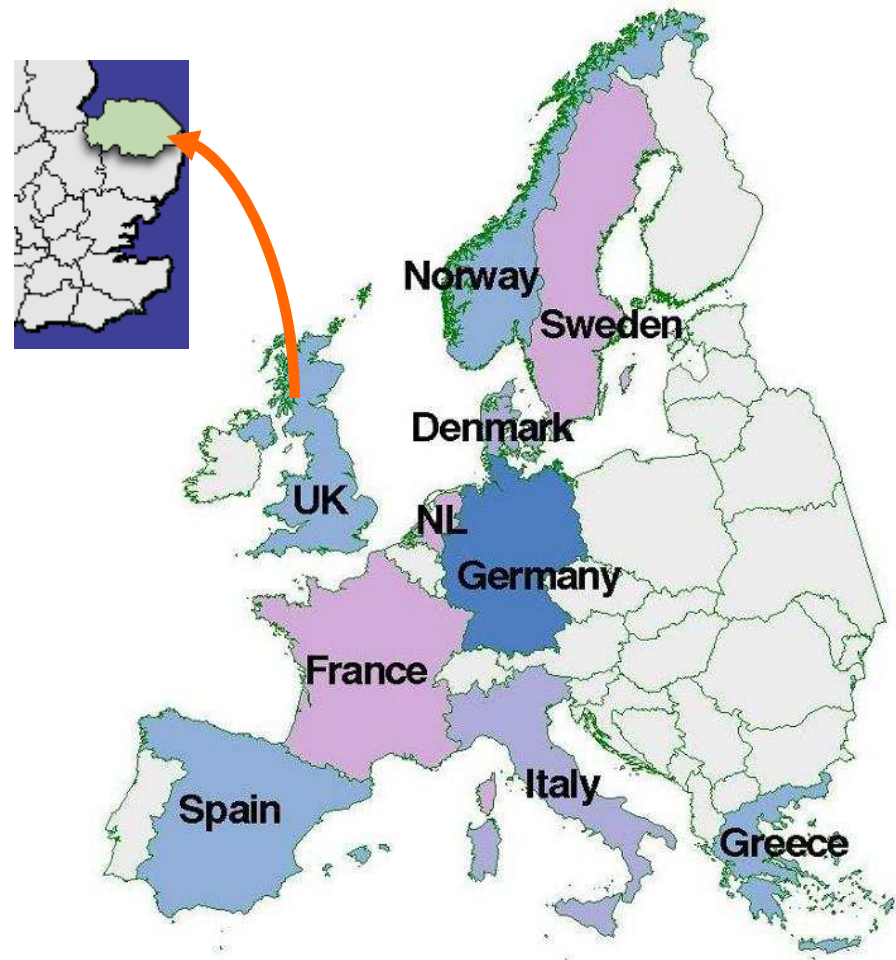 Norway
Sweden
Denmark
UK
NL
Germany
France
Italy
Spain
Greece